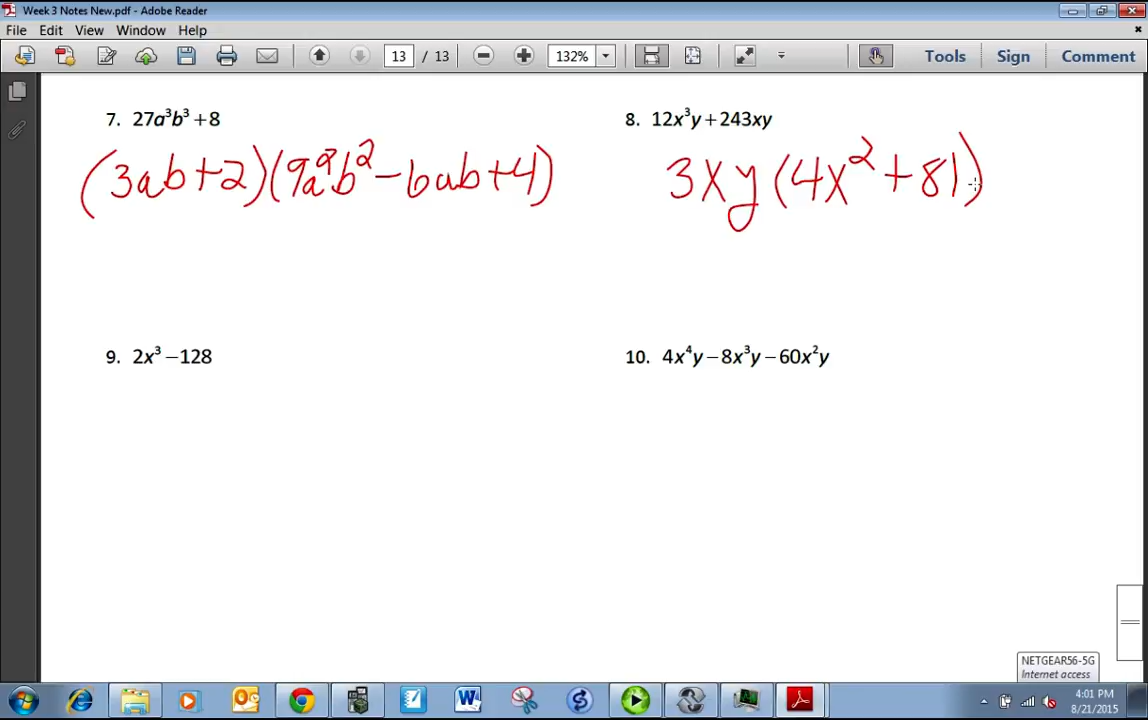 Week 3 Notes New.pdf - Adobe Reader
File Edit View Window Help
13 / 13 132% Tools Sign Comment
7. 27a³b³ + 8
(3ab+2)(9a²b² - 6ab+4)
8. 12x³y + 243xy
3xy(4x² + 81)
9. 2x³ – 128
10. 4x⁴y – 8x³y – 60x²y
NETGEAR56-5G
Internet access
4:01 PM
8/21/2015